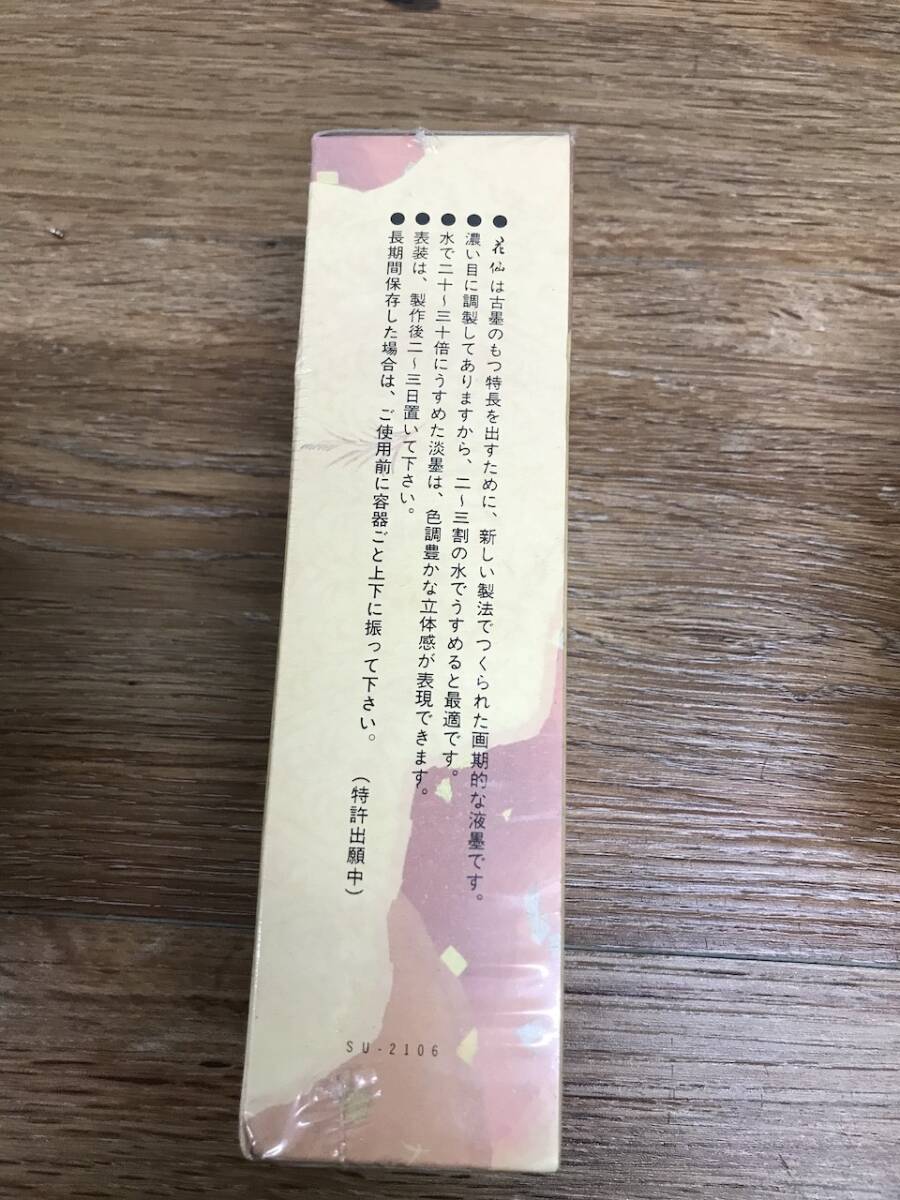 ●花仙は古墨のもつ特長を出すために、新しい製法でつくられた画期的な液墨です。
●濃い目に調製してありますから、二～三割の水でうすめると最適です。
●水で二十～三十倍にうすめた淡墨は、色調豊かな立体感が表現できます。
●表装は、製作後二～三日置いて下さい。
●長期間保存した場合は、ご使用前に容器ごと上下に振って下さい。
（特許出願中）
SU-2106